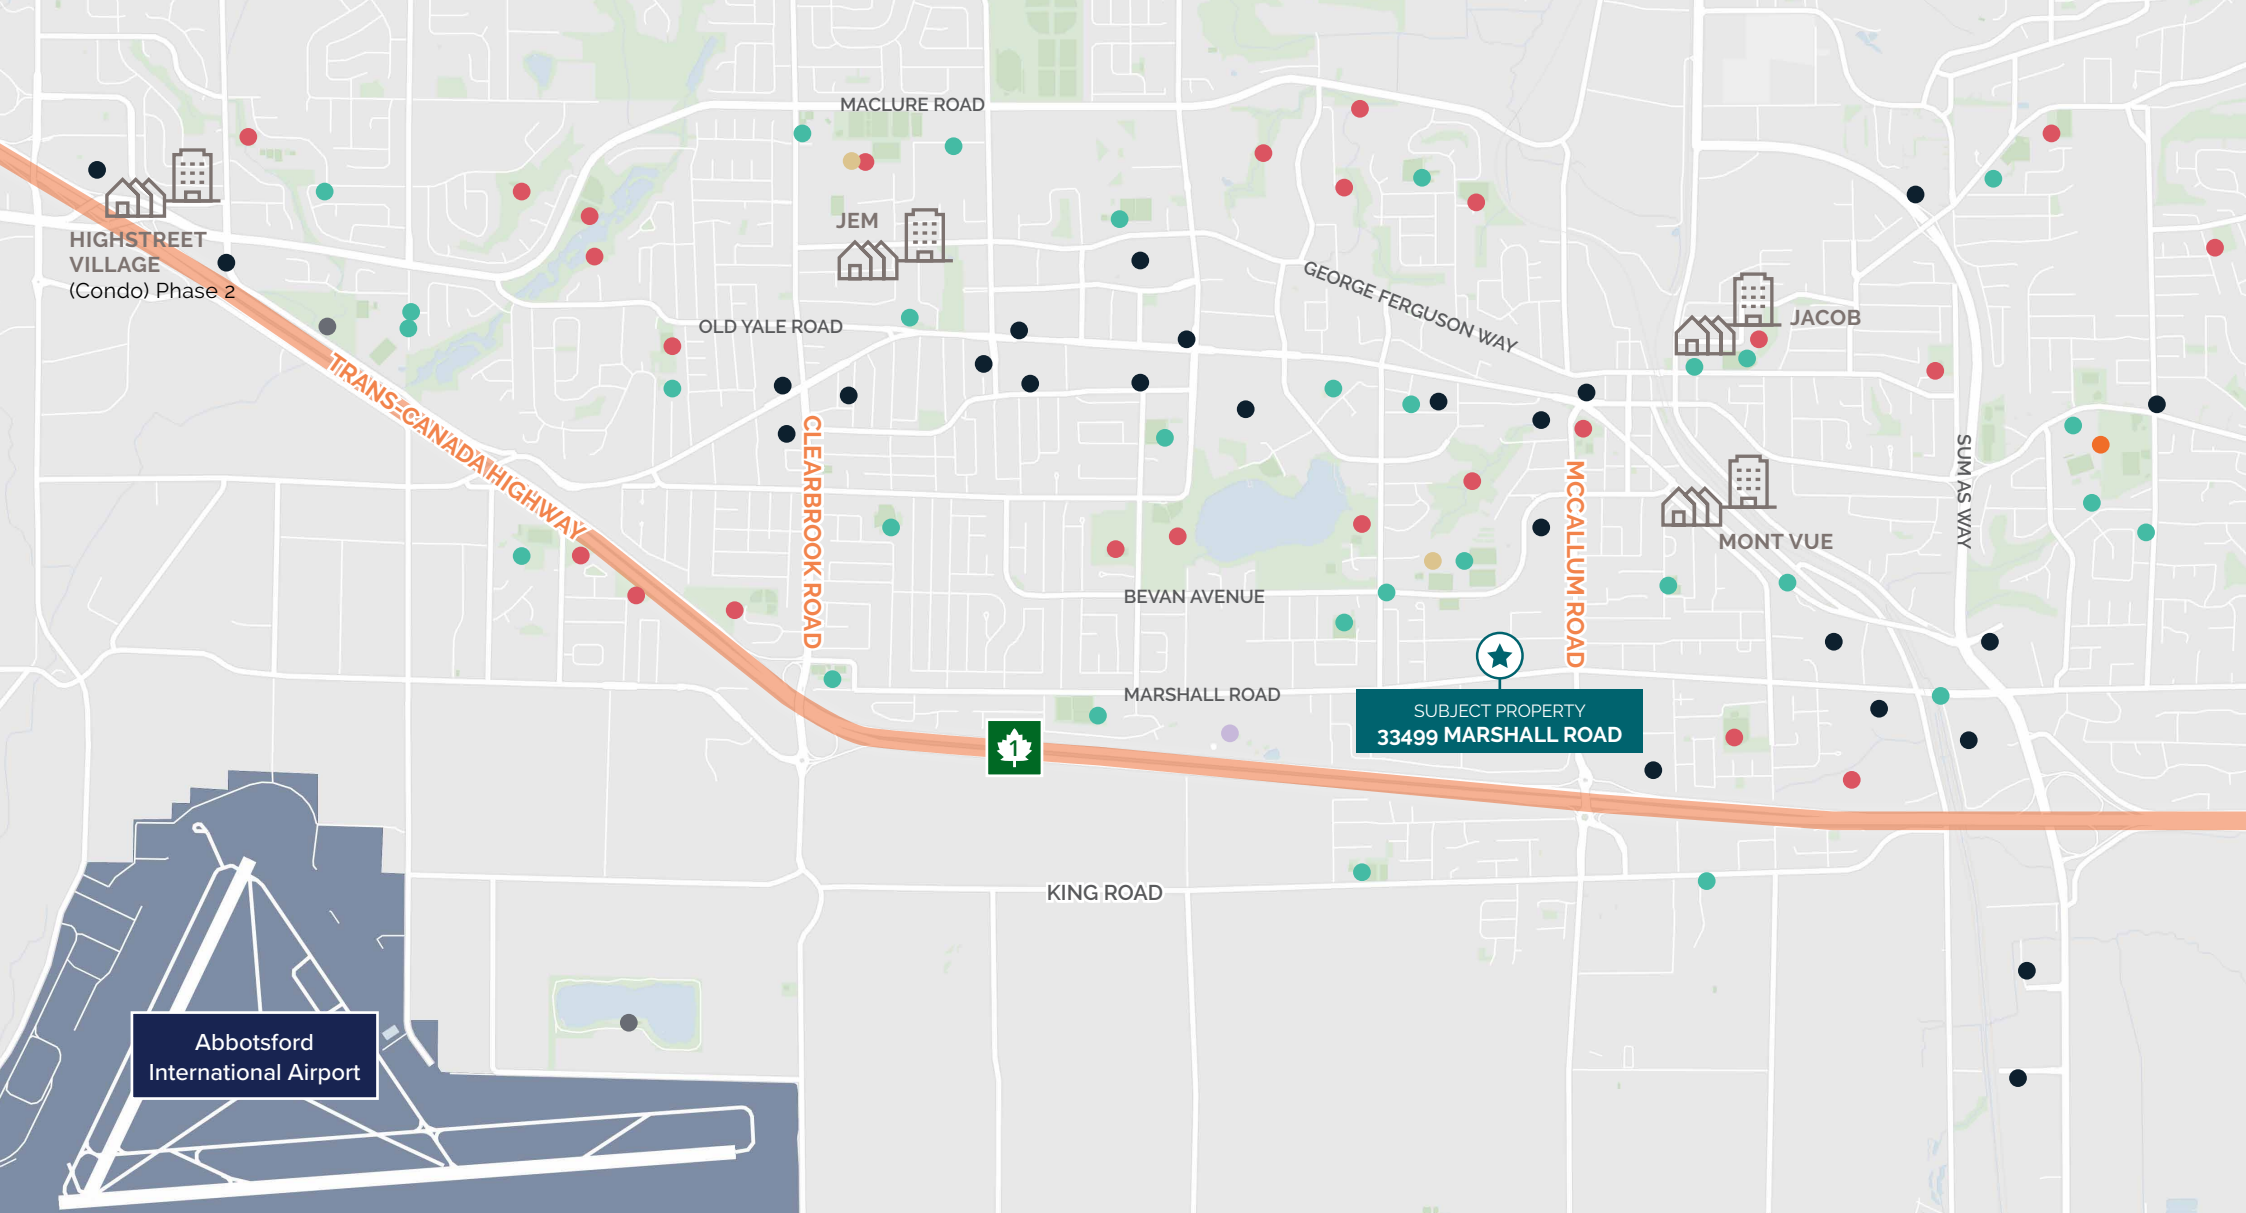 MACLURE ROAD
JEM
HIGHSTREET
VILLAGE
(Condo) Phase 2
GEORGE FERGUSON WAY
JACOB
OLD YALE ROAD
TRANS-CANADA HIGHWAY
CLEARBROOK ROAD
MCCALLUM ROAD
SUMAS WAY
MONT VUE
BEVAN AVENUE
MARSHALL ROAD
SUBJECT PROPERTY
33499 MARSHALL ROAD
1
KING ROAD
Abbotsford
International Airport